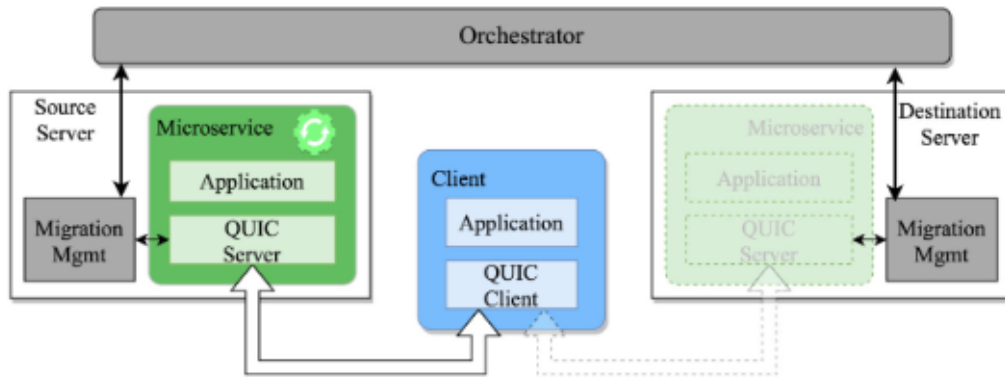 Orchestrator
Source
Server
Microservice
Application
QUIC
Server
Migration
Mgmt
Client
Application
QUIC
Client
Microservice
Application
QUIC
Server
Destination
Server
Migration
Mgmt